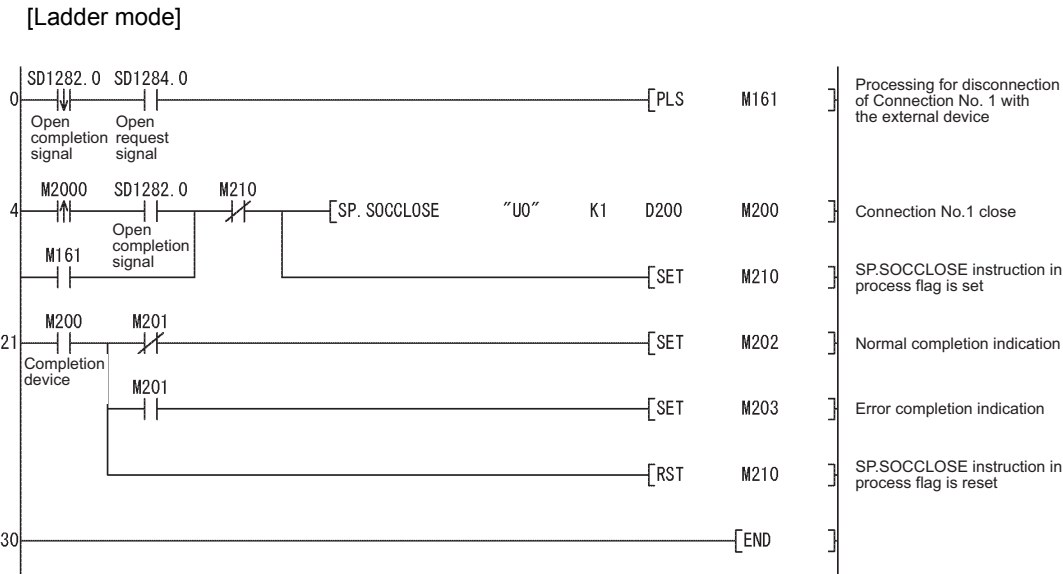 [Ladder mode]
SD1282.0 SD1284.0
0 [PLS M161 ]
Open completion signal
Open request signal
Processing for disconnection
of Connection No. 1 with
the external device
M2000 SD1282.0 M210
4 [SP.SOCCLOSE "U0" K1 D200 M200 ]
Connection No.1 close
Open
completion
signal
M161
[SET M210 ]
SP.SOCCLOSE instruction in
process flag is set
M200 M201
21 [SET M202 ]
Normal completion indication
Completion
device
M201
[SET M203 ]
Error completion indication
[RST M210 ]
SP.SOCCLOSE instruction in
process flag is reset
30 [END ]